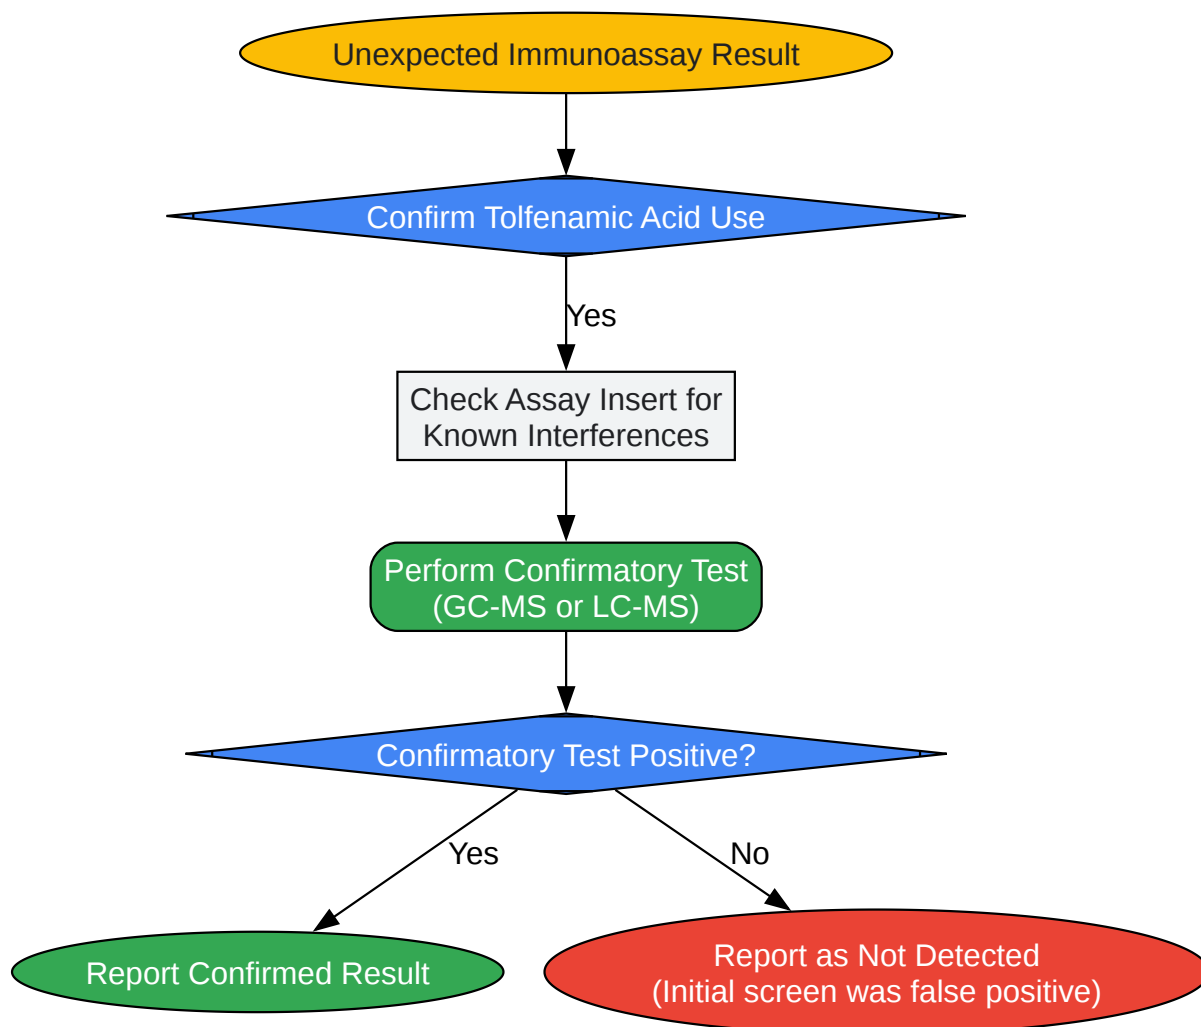 Unexpected Immunoassay Result
Confirm Tolfenamic Acid Use
Yes
Check Assay Insert for
Known Interferences
Perform Confirmatory Test
(GC-MS or LC-MS)
Confirmatory Test Positive?
Yes
No
Report Confirmed Result
Report as Not Detected
(Initial screen was false positive)